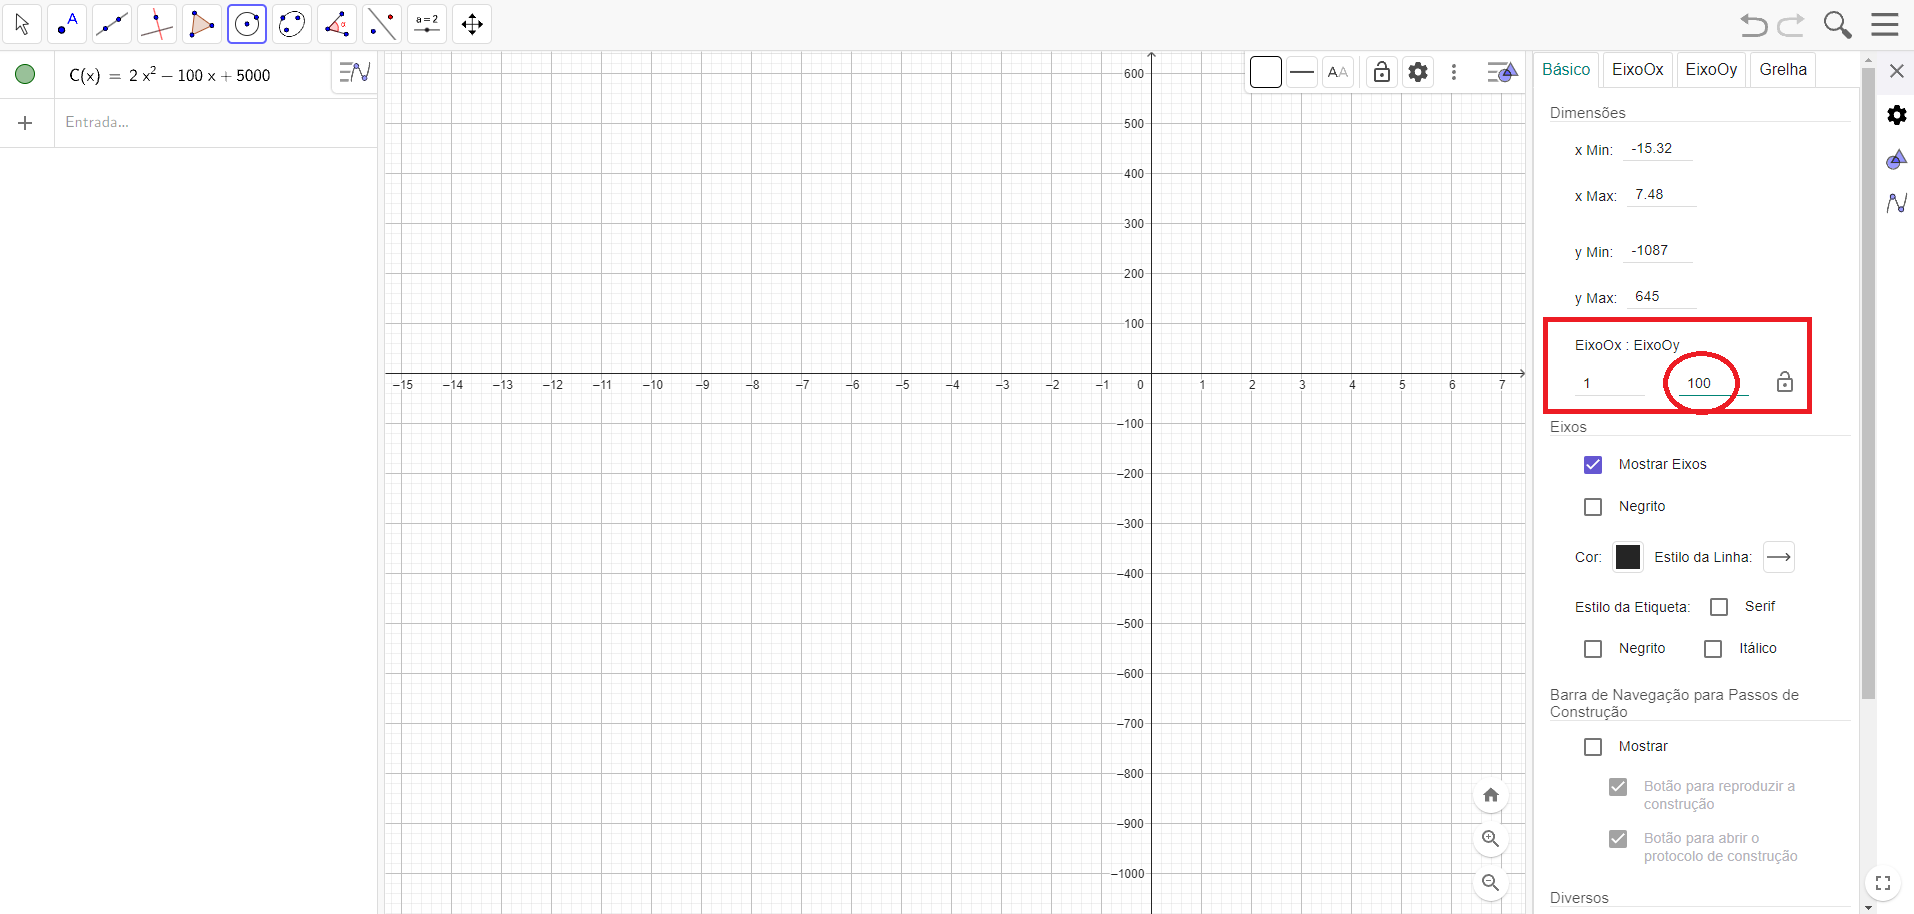 A
α
a=2
C(x) = 2 x² − 100 x + 5000
Entrada...
AA
Básico
EixoOx
EixoOy
Grelha
Dimensões
x Min: -15.32
x Max: 7.48
y Min: -1087
y Max: 645
EixoOx : EixoOy
1 100
Eixos
Mostrar Eixos
Negrito
Cor: Estilo da Linha:
Estilo da Etiqueta: Serif
Negrito Itálico
Barra de Navegação para Passos de
Construção
Mostrar
Botão para reproduzir a
construção
Botão para abrir o
protocolo de construção
Diversos
600
500
400
300
200
100
−15 −14 −13 −12 −11 −10 −9 −8 −7 −6 −5 −4 −3 −2 −1 0 1 2 3 4 5 6 7
−100
−200
−300
−400
−500
−600
−700
−800
−900
−1000